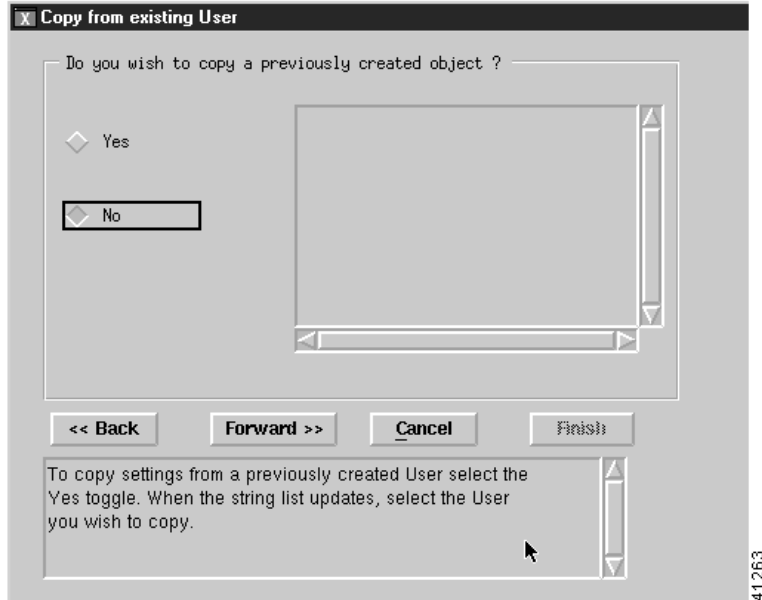 X Copy from existing User
Do you wish to copy a previously created object ?
Yes
No
<< Back Forward >> Cancel Finish
To copy settings from a previously created User select the
Yes toggle. When the string list updates, select the User
you wish to copy.
41263